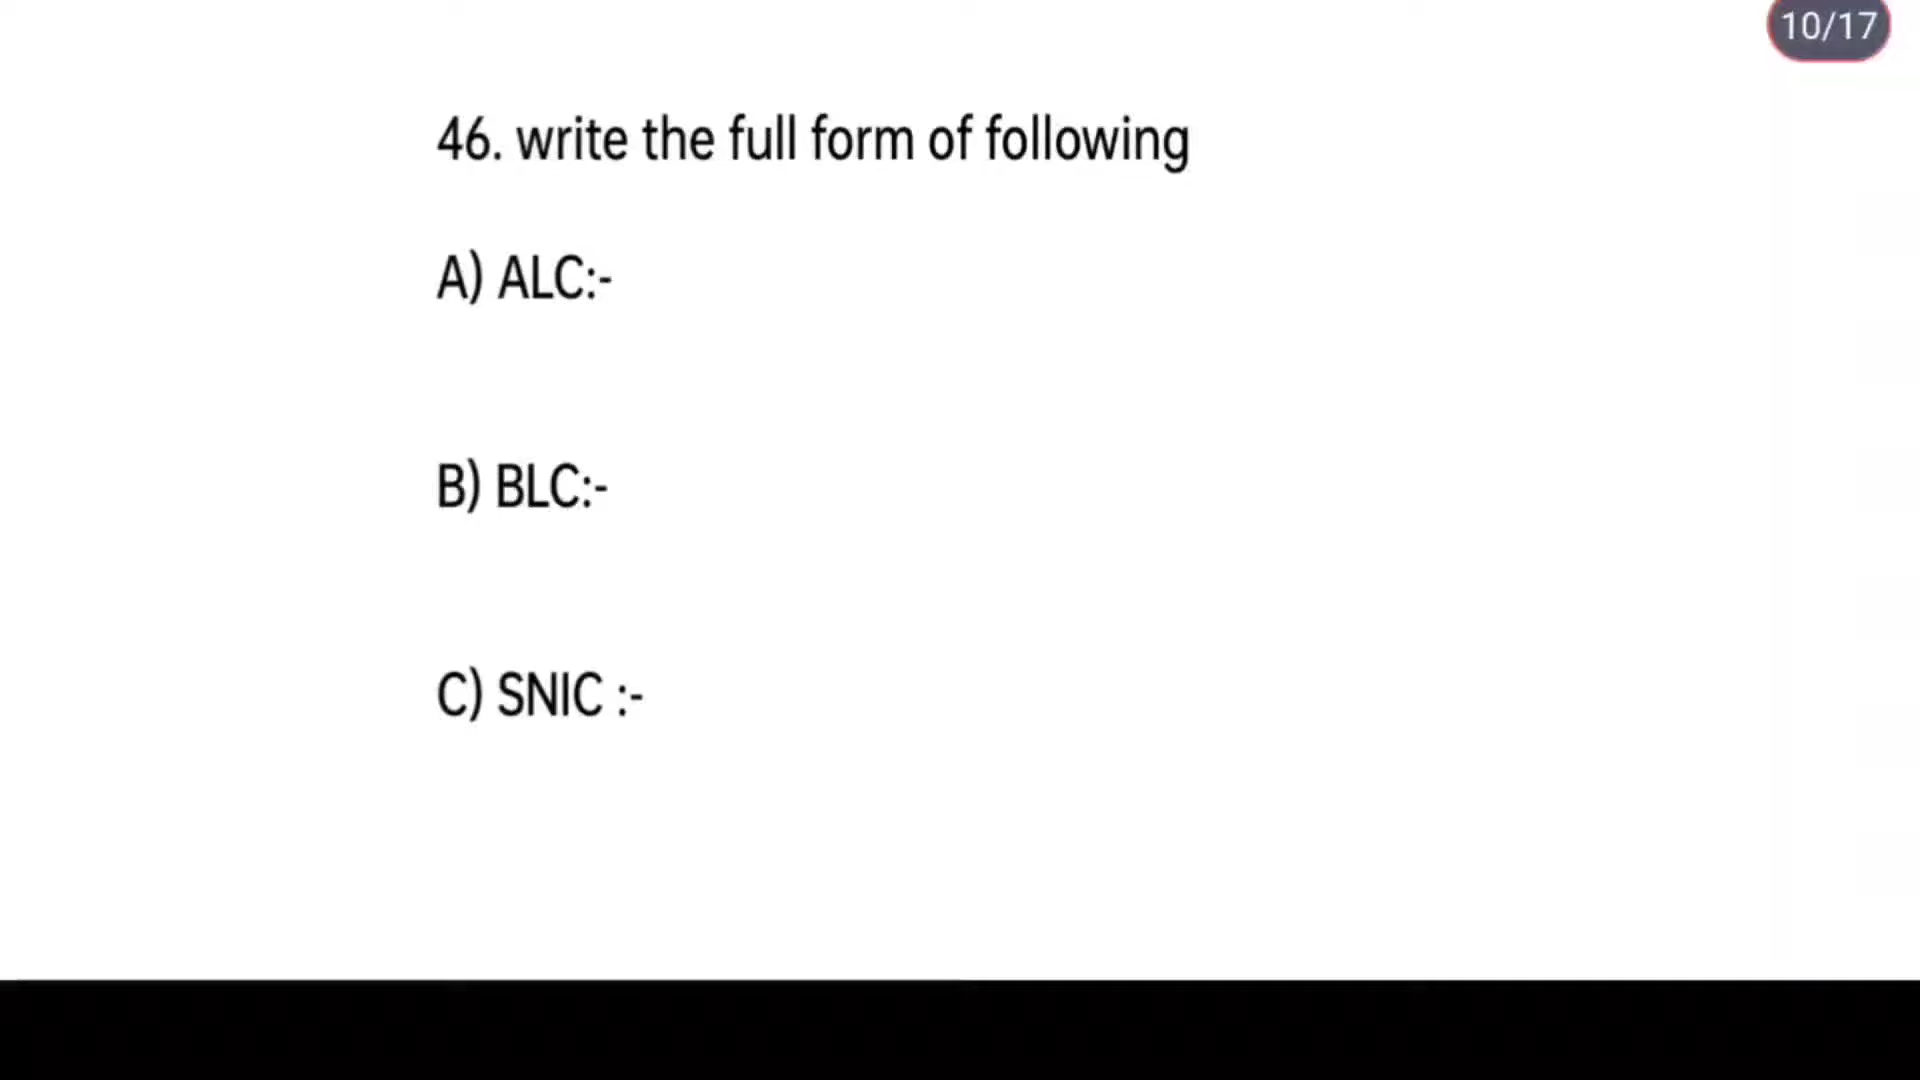 10/17
46. write the full form of following
A) ALC:-
B) BLC:-
C) SNIC :-